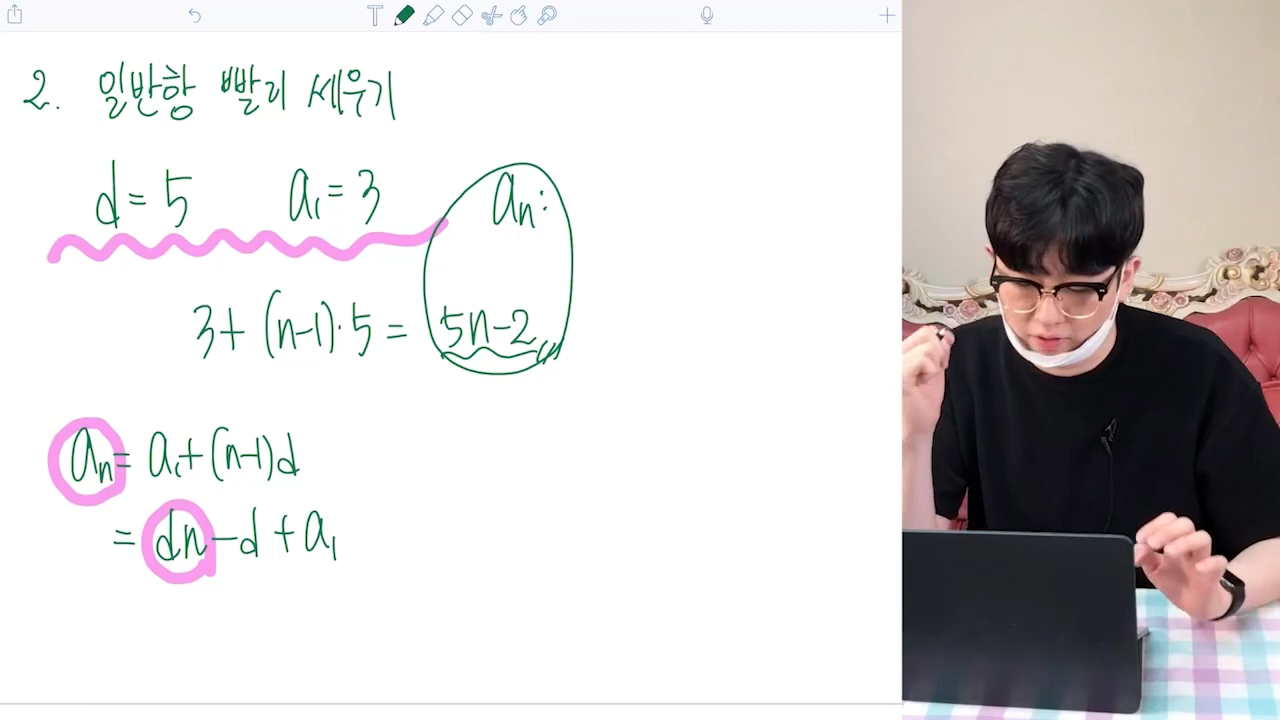 2. 일반항 빨리 세우기
d = 5 a₁ = 3 aₙ :
3 + (n-1)·5 = 5n-2
aₙ = a₁ + (n-1)d
= dn - d + a₁